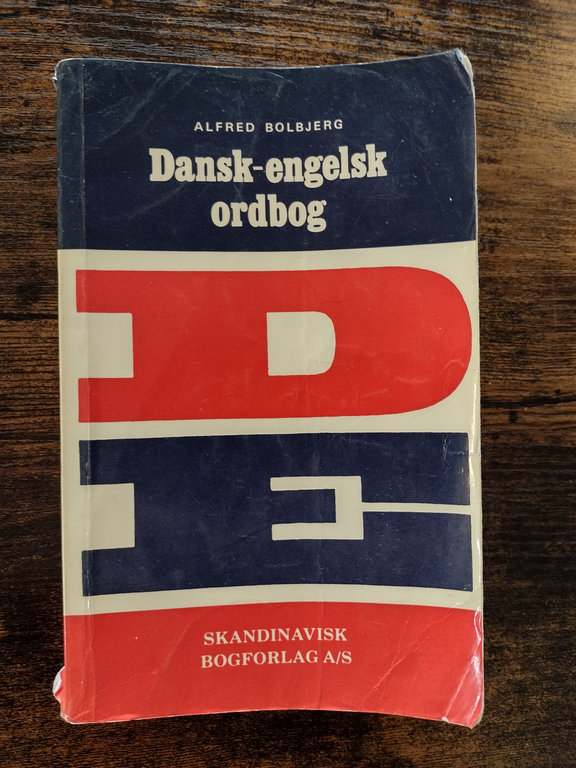 ALFRED BOLBJERG
Dansk-engelsk
ordbog
D
E
SKANDINAVISK
BOGFORLAG A/S